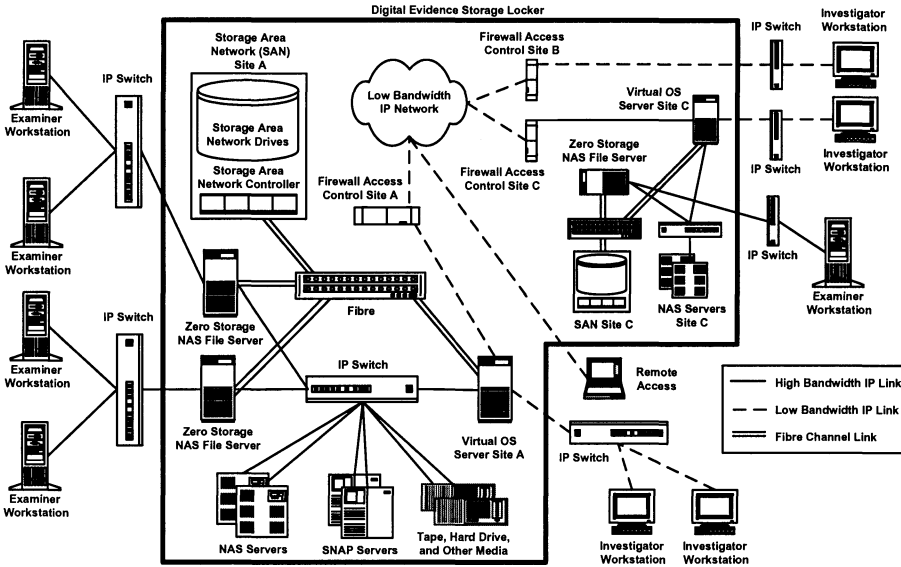 Digital Evidence Storage Locker
Examiner
Workstation
IP Switch
Examiner
Workstation
Examiner
Workstation
IP Switch
Examiner
Workstation
Storage Area
Network (SAN)
Site A
Storage Area
Network Drives
Storage Area
Network Controller
Low Bandwidth
IP Network
Firewall Access
Control Site B
Firewall Access
Control Site C
Firewall Access
Control Site A
Virtual OS
Server Site C
Zero Storage
NAS File Server
SAN Site C
NAS Servers
Site C
IP Switch
Investigator
Workstation
IP Switch
Investigator
Workstation
IP Switch
Examiner
Workstation
Zero Storage
NAS File Server
Fibre
Zero Storage
NAS File Server
IP Switch
Virtual OS
Server Site A
NAS Servers
SNAP Servers
Tape, Hard Drive,
and Other Media
Remote
Access
IP Switch
Investigator
Workstation
Investigator
Workstation
High Bandwidth IP Link
Low Bandwidth IP Link
Fibre Channel Link